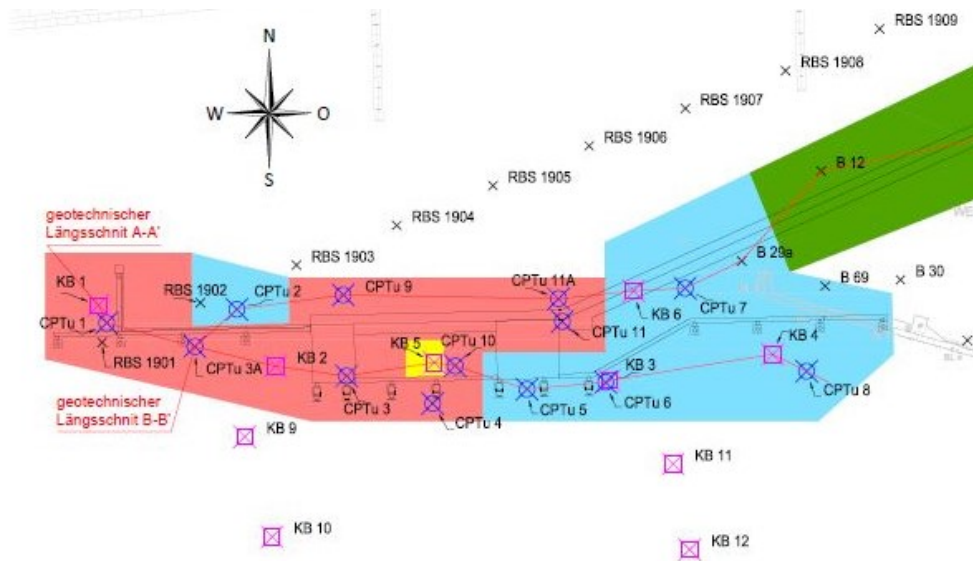 RBS 1909
N
RBS 1908
RBS 1907
W
O
RBS 1906
B 12
S
RBS 1905
geotechnischer
Längsschnit A-A'
RBS 1904
B 29a
RBS 1903
B 69
B 30
KB 1
RBS 1902
CPTu 2
CPTu 9
CPTu 11A
KB 6
CPTu 7
CPTu 1
CPTu 11
KB 4
RBS 1901
CPTu 3A
KB 2
KB 5
CPTu 10
KB 3
geotechnischer
Längsschnit B-B'
CPTu 3
CPTu 4
CPTu 5
CPTu 6
CPTu 8
KB 9
KB 11
KB 10
KB 12